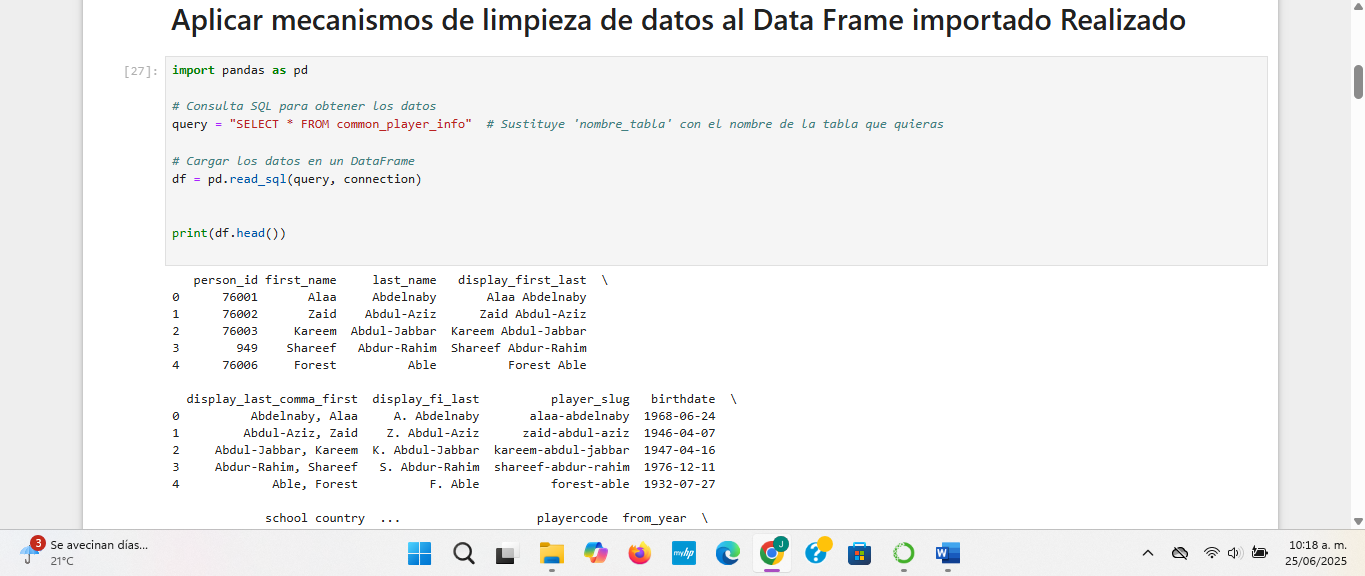 Aplicar mecanismos de limpieza de datos al Data Frame importado Realizado
[27]:
import pandas as pd
# Consulta SQL para obtener los datos
query = "SELECT * FROM common_player_info"  # Sustituye 'nombre_tabla' con el nombre de la tabla que quieras
# Cargar los datos en un DataFrame
df = pd.read_sql(query, connection)
print(df.head())
person_id first_name last_name display_first_last \
0 76001 Alaa Abdelnaby Alaa Abdelnaby
1 76002 Zaid Abdul-Aziz Zaid Abdul-Aziz
2 76003 Kareem Abdul-Jabbar Kareem Abdul-Jabbar
3 949 Shareef Abdur-Rahim Shareef Abdur-Rahim
4 76006 Forest Able Forest Able
display_last_comma_first display_fi_last player_slug birthdate \
0 Abdelnaby, Alaa A. Abdelnaby alaa-abdelnaby 1968-06-24
1 Abdul-Aziz, Zaid Z. Abdul-Aziz zaid-abdul-aziz 1946-04-07
2 Abdul-Jabbar, Kareem K. Abdul-Jabbar kareem-abdul-jabbar 1947-04-16
3 Abdur-Rahim, Shareef S. Abdur-Rahim shareef-abdur-rahim 1976-12-11
4 Able, Forest F. Able forest-able 1932-07-27
school country ... playercode from_year \
3
Se avecinan días...
21°C
myhp
J
?
W
10:18 a. m.
25/06/2025